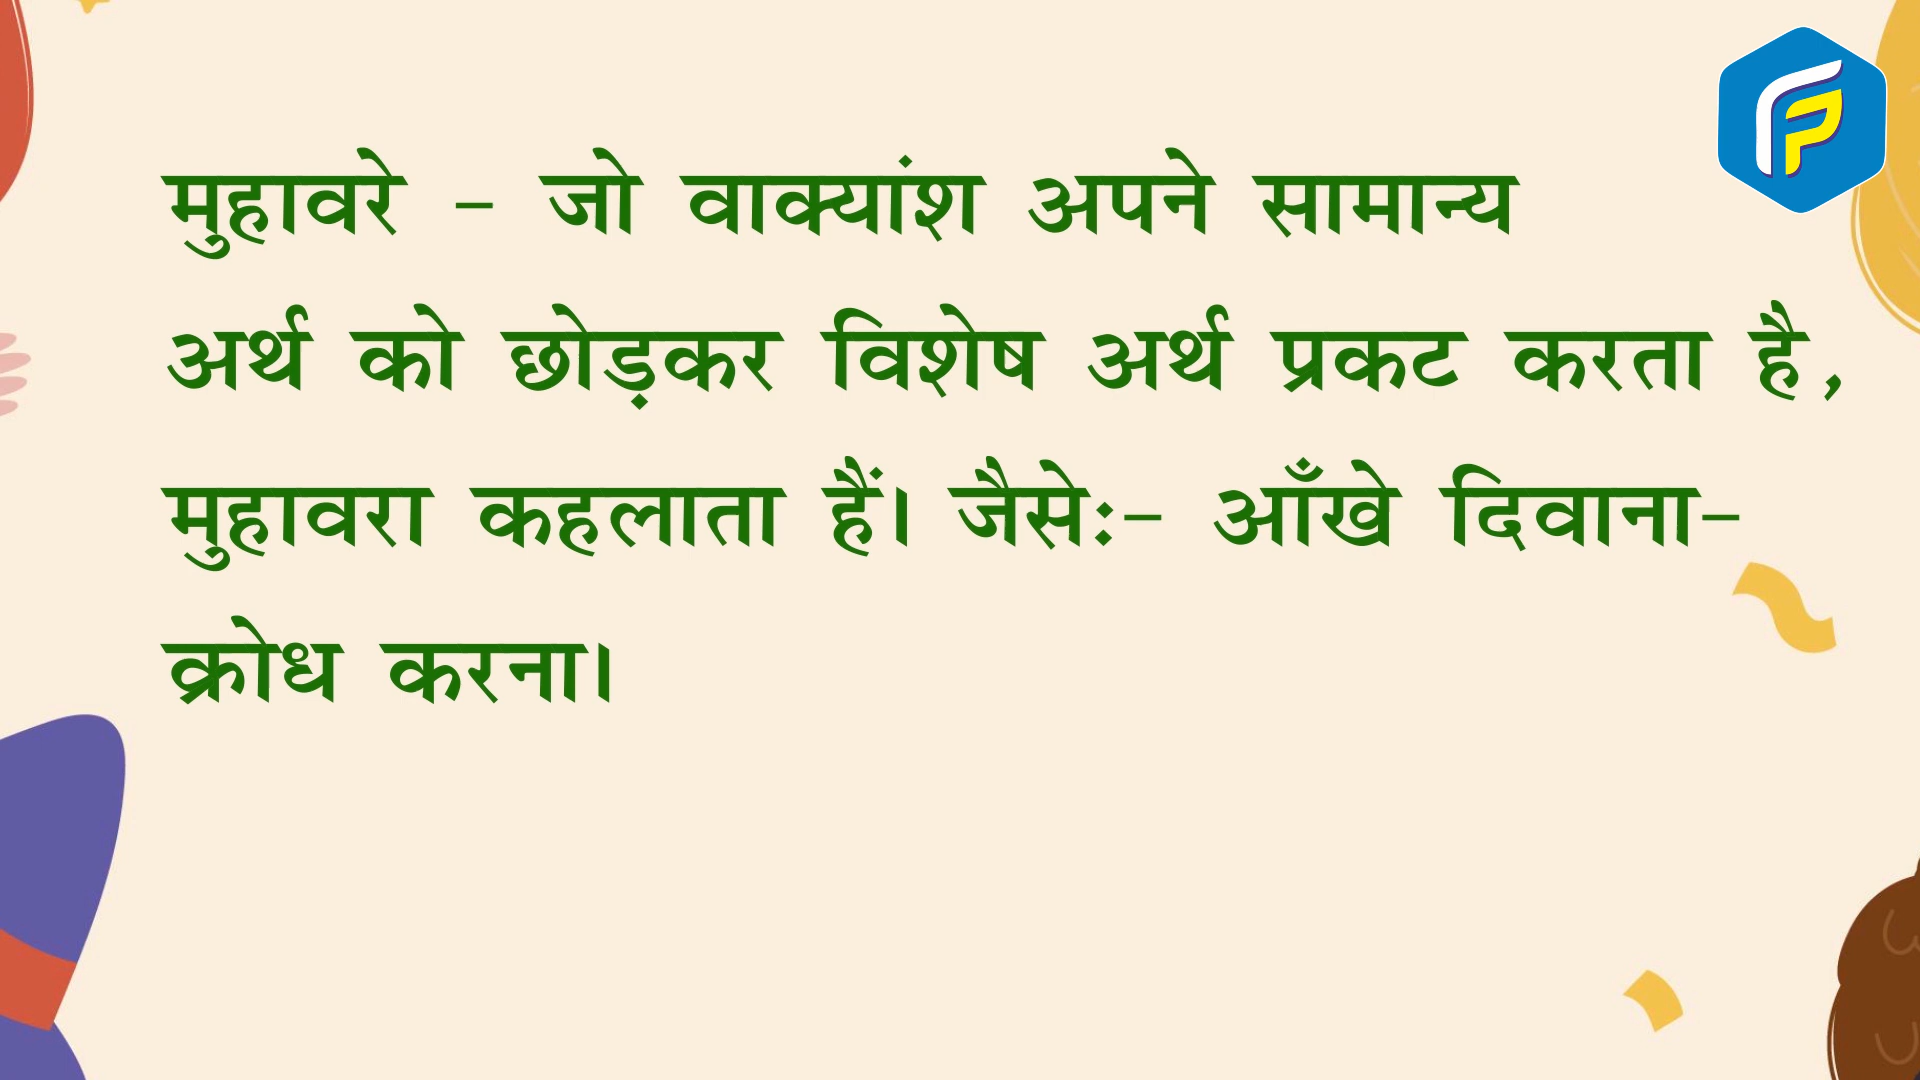 मुहावरे - जो वाक्यांश अपने सामान्य
अर्थ को छोड़कर विशेष अर्थ प्रकट करता है,
मुहावरा कहलाता हैं। जैसे:- आँखे दिवाना-
क्रोध करना।